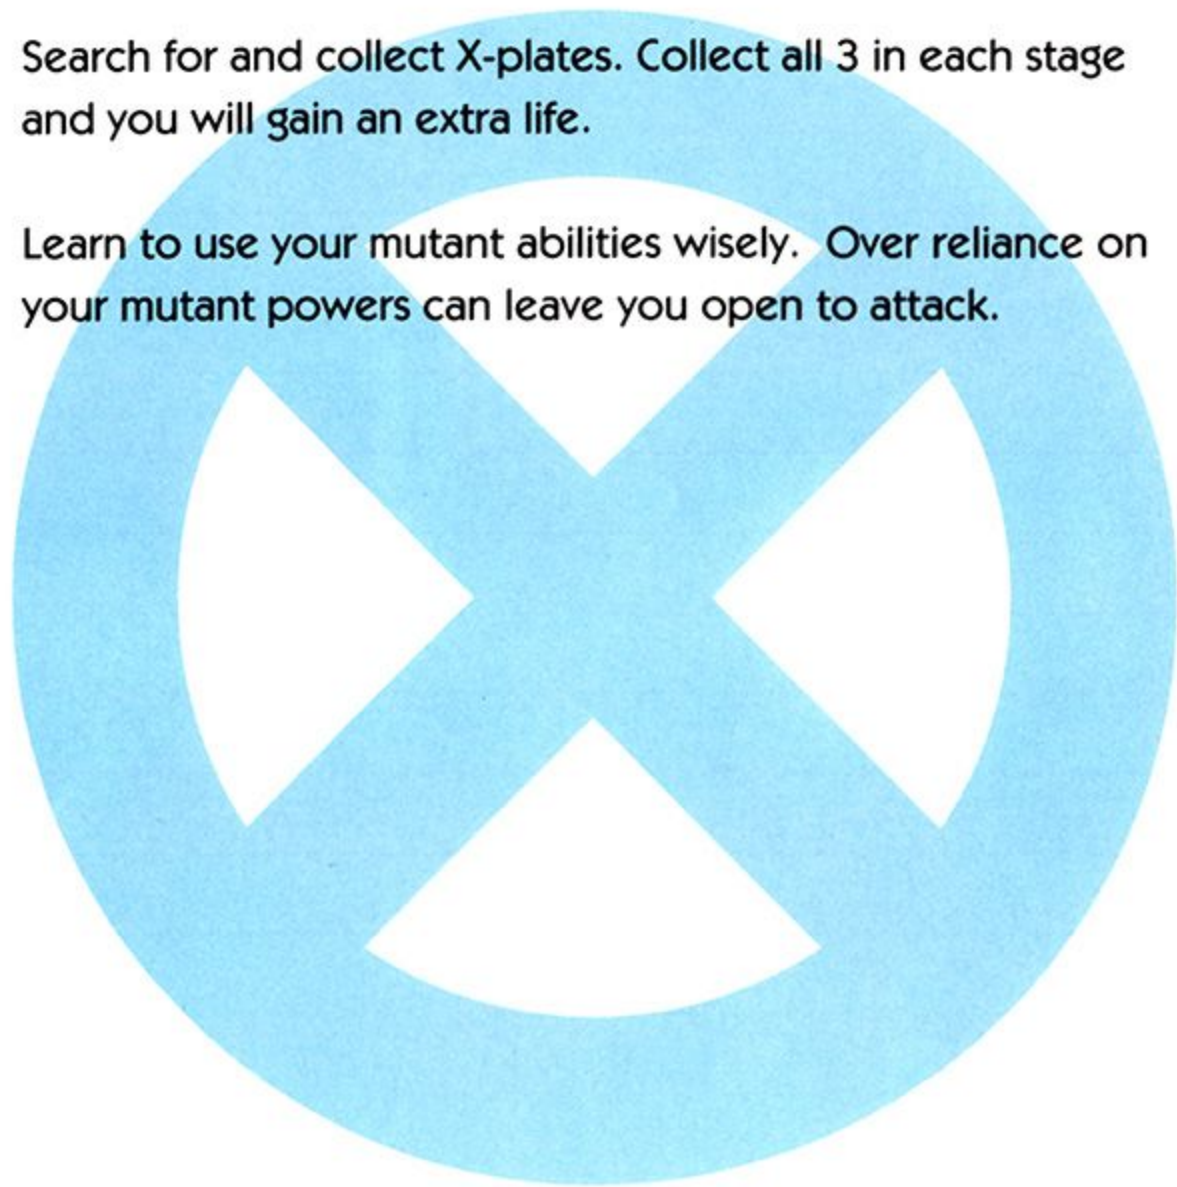 Search for and collect X-plates. Collect all 3 in each stage
and you will gain an extra life.
Learn to use your mutant abilities wisely.  Over reliance on
your mutant powers can leave you open to attack.